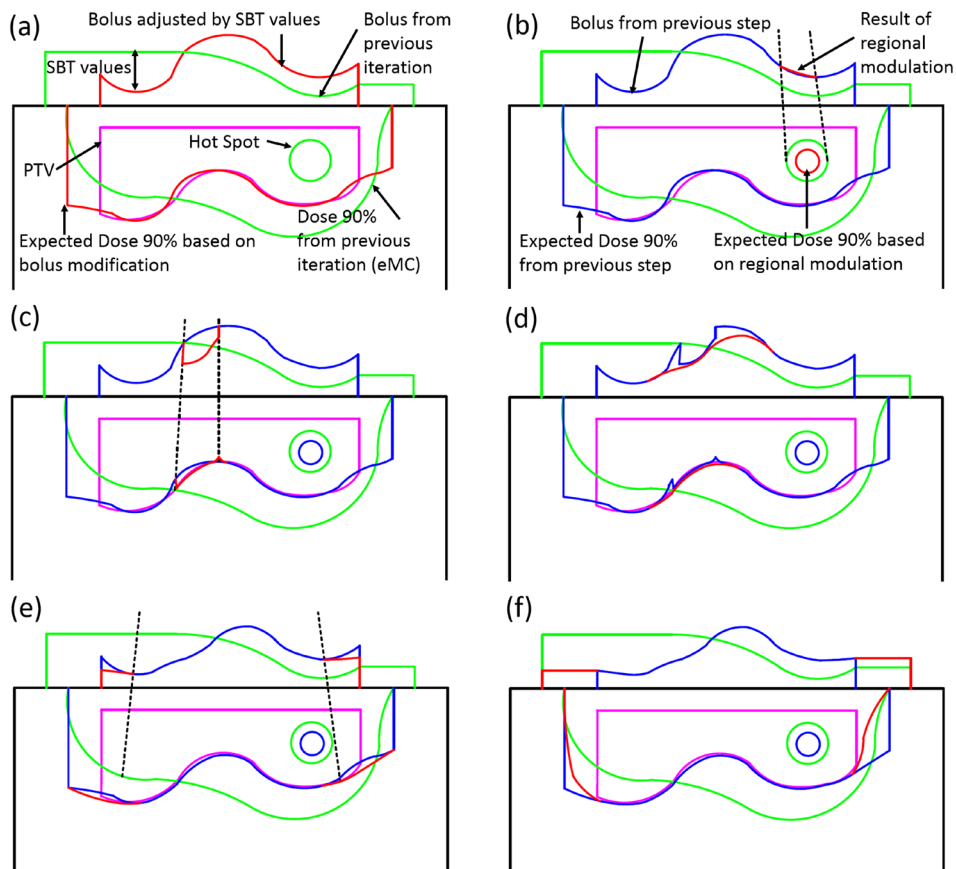 (a)
Bolus adjusted by SBT values
Bolus from
previous
iteration
SBT values
Hot Spot
PTV
Expected Dose 90% based on
bolus modification
Dose 90%
from previous
iteration (eMC)
(b)
Bolus from previous step
Result of
regional
modulation
Expected Dose 90%
from previous step
Expected Dose 90% based
on regional modulation
(c)
(d)
(e)
(f)